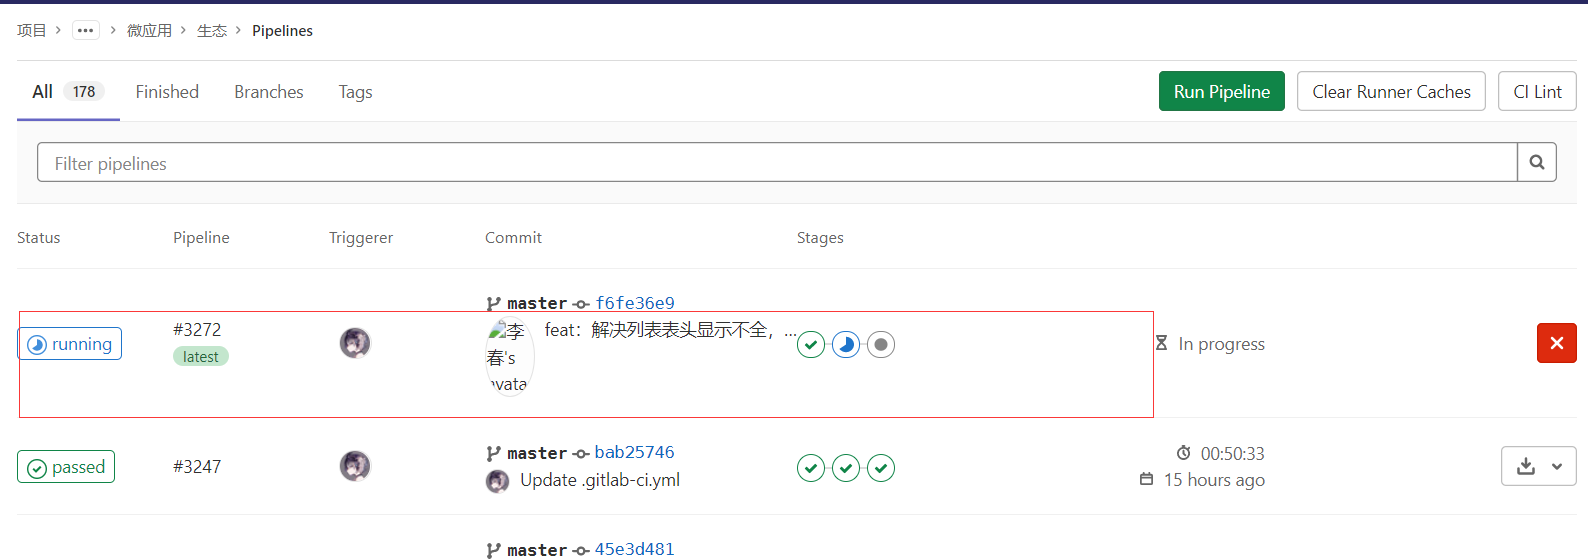 项目 > ••• > 微应用 > 生态 > Pipelines
All 178 Finished Branches Tags Run Pipeline Clear Runner Caches CI Lint
Filter pipelines
Status Pipeline Triggerer Commit Stages
master f6fe36e9
running #3272 latest 李春's avata feat：解决列表表头显示不全，... In progress
master bab25746 00:50:33
passed #3247 Update .gitlab-ci.yml 15 hours ago
master 45e3d481